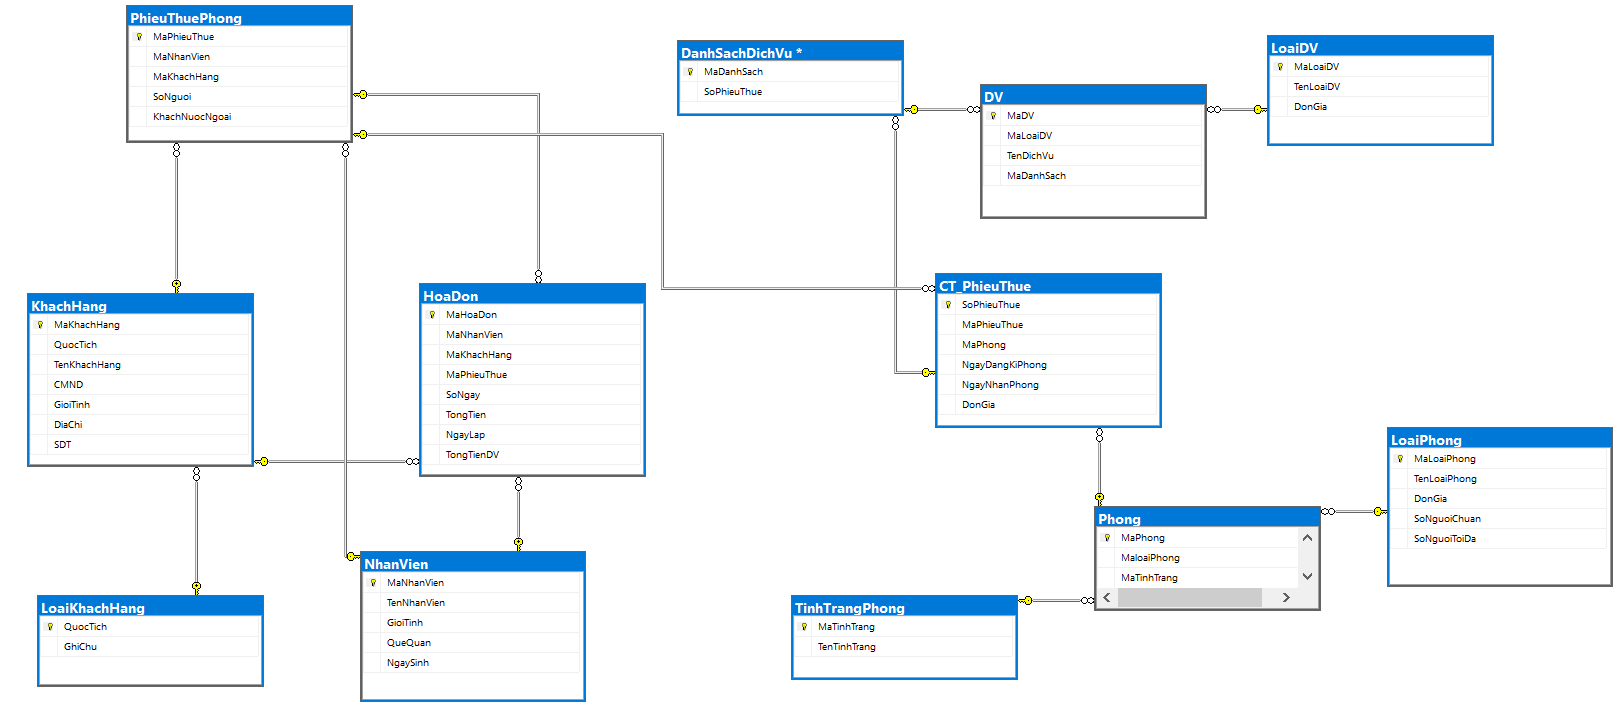 PhieuThuePhong
MaPhieuThue
MaNhanVien
MaKhachHang
SoNguoi
KhachNuocNgoai
DanhSachDichVu *
MaDanhSach
SoPhieuThue
DV
MaDV
MaLoaiDV
TenDichVu
MaDanhSach
LoaiDV
MaLoaiDV
TenLoaiDV
DonGia
KhachHang
MaKhachHang
QuocTich
TenKhachHang
CMND
GioiTinh
DiaChi
SDT
HoaDon
MaHoaDon
MaNhanVien
MaKhachHang
MaPhieuThue
SoNgay
TongTien
NgayLap
TongTienDV
CT_PhieuThue
SoPhieuThue
MaPhieuThue
MaPhong
NgayDangKiPhong
NgayNhanPhong
DonGia
LoaiPhong
MaLoaiPhong
TenLoaiPhong
DonGia
SoNguoiChuan
SoNguoiToiDa
Phong
MaPhong
MaloaiPhong
MaTinhTrang
LoaiKhachHang
QuocTich
GhiChu
NhanVien
MaNhanVien
TenNhanVien
GioiTinh
QueQuan
NgaySinh
TinhTrangPhong
MaTinhTrang
TenTinhTrang